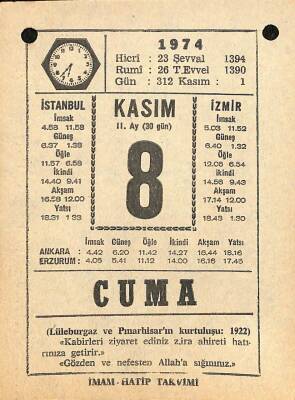 1974
Hicri : 23 Şevval 1394
Rumî : 26 T.Evvel 1390
Gün : 312 Kasım : 1
İSTANBUL
İmsak
4.58 11.58
Güneş
6.37 1.38
Öğle
11.57 6.58
İkindi
14.40 9.41
Akşam
16.58 12.00
Yatsı
18.31 1.33
KASIM
11. Ay (30 gün)
8
İZMİR
İmsak
5.03 11.52
Güneş
6.40 1.32
Öğle
12.06 6.54
İkindi
14.56 9.43
Akşam
17.14 12.00
Yatsı
18.43 1.30
İmsak Güneş Öğle İkindi Akşam Yatsı
ANKARA : 4.42 6.20 11.42 14.27 16.44 18.16
ERZURUM : 4.05 5.41 11.12 14.00 16.16 17.45
CUMA
(Lüleburgaz ve Pınarhisar'ın kurtuluşu: 1922)
«Kabirleri ziyaret ediniz zira ahireti hatı-
rınıza getirir.»
«Gözden ve nefesten Allah'a sığınınız.»
İMAM-HATİP TAKVİMİ